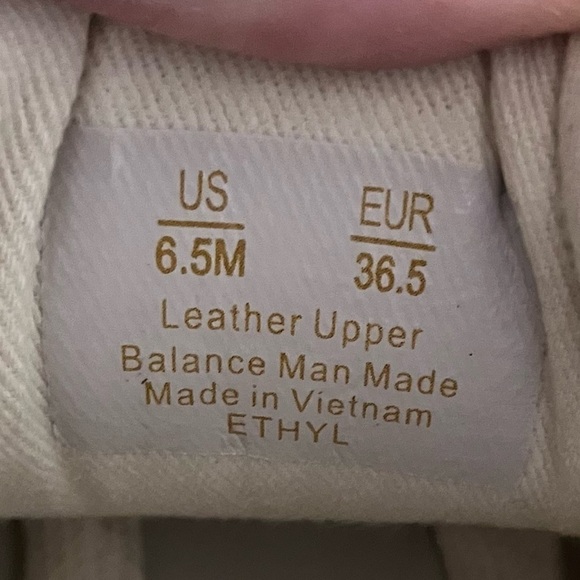 US EUR
6.5M 36.5
Leather Upper
Balance Man Made
Made in Vietnam
ETHYL